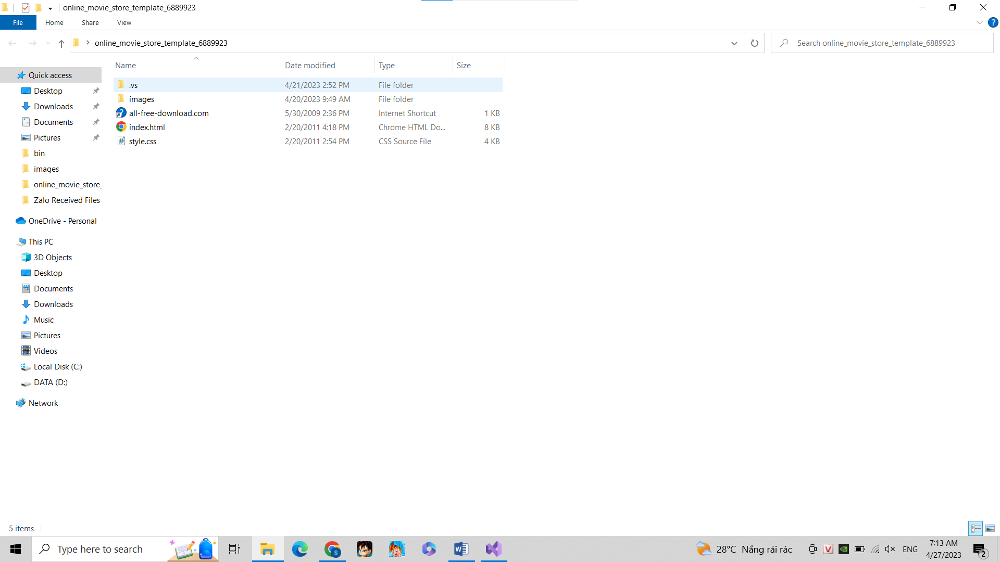 online_movie_store_template_6889923
File Home Share View
online_movie_store_template_6889923
Search online_movie_store_template_6889923
Name Date modified Type Size
.vs 4/21/2023 2:52 PM File folder
images 4/20/2023 9:49 AM File folder
all-free-download.com 5/30/2009 2:36 PM Internet Shortcut 1 KB
index.html 2/20/2011 4:18 PM Chrome HTML Do... 8 KB
style.css 2/20/2011 2:54 PM CSS Source File 4 KB
Quick access
Desktop
Downloads
Documents
Pictures
bin
images
online_movie_store_
Zalo Received Files
OneDrive - Personal
This PC
3D Objects
Desktop
Documents
Downloads
Music
Pictures
Videos
Local Disk (C:)
DATA (D:)
Network
5 items
Type here to search
28°C Nắng rải rác
ENG
7:13 AM
4/27/2023
2